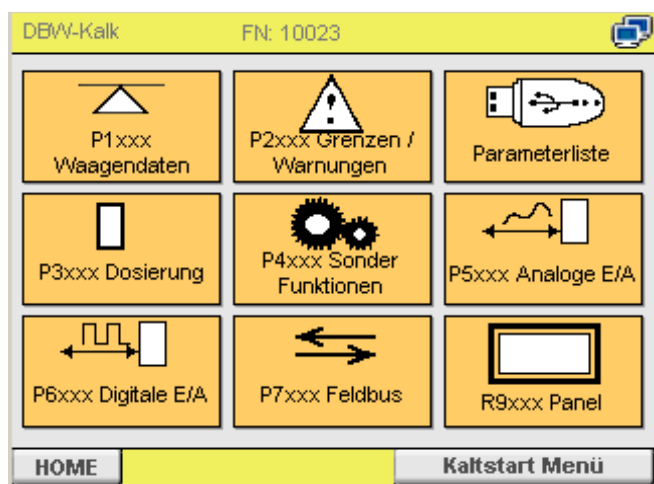 DBW-Kalk FN: 10023
P1xxx
Waagendaten
P2xxx Grenzen /
Warnungen
Parameterliste
P3xxx Dosierung
P4xxx Sonder
Funktionen
P5xxx Analoge E/A
P6xxx Digitale E/A
P7xxx Feldbus
R9xxx Panel
HOME
Kaltstart Menü